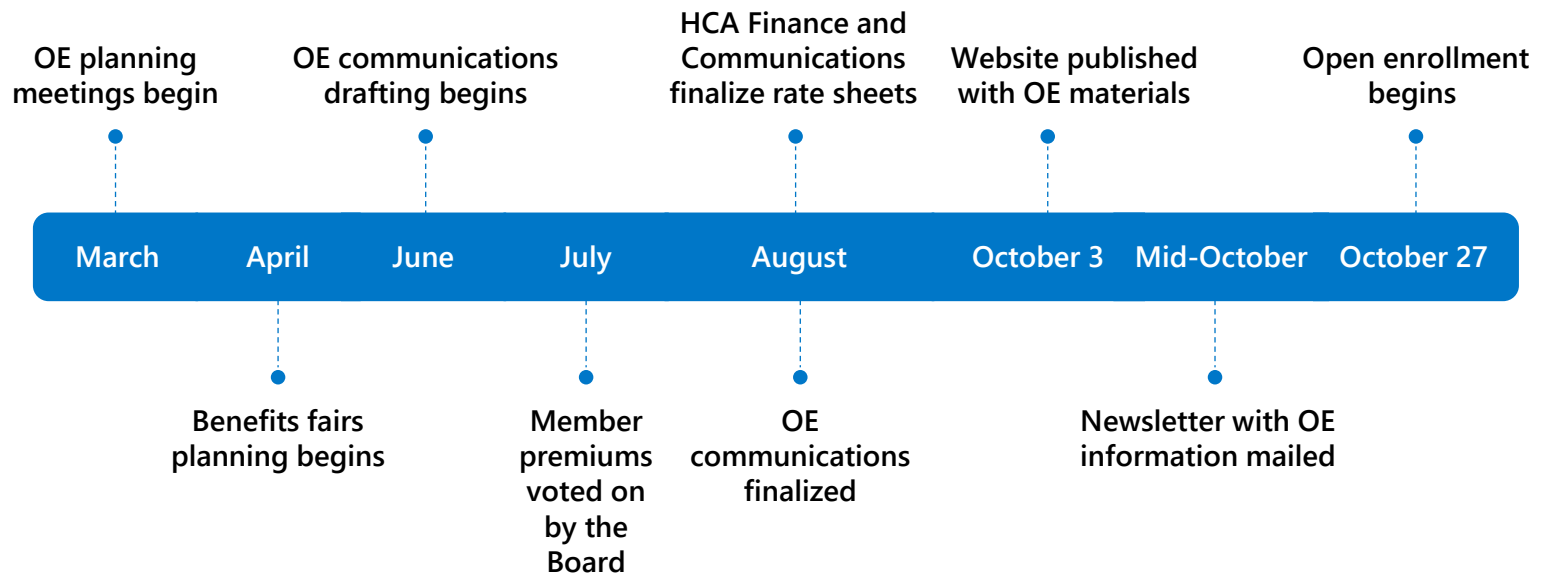 OE planning
meetings begin
OE communications
drafting begins
HCA Finance and
Communications
finalize rate sheets
Website published
with OE materials
Open enrollment
begins
March
April
June
July
August
October 3
Mid-October
October 27
Benefits fairs
planning begins
Member
premiums
voted on
by the
Board
OE
communications
finalized
Newsletter with OE
information mailed